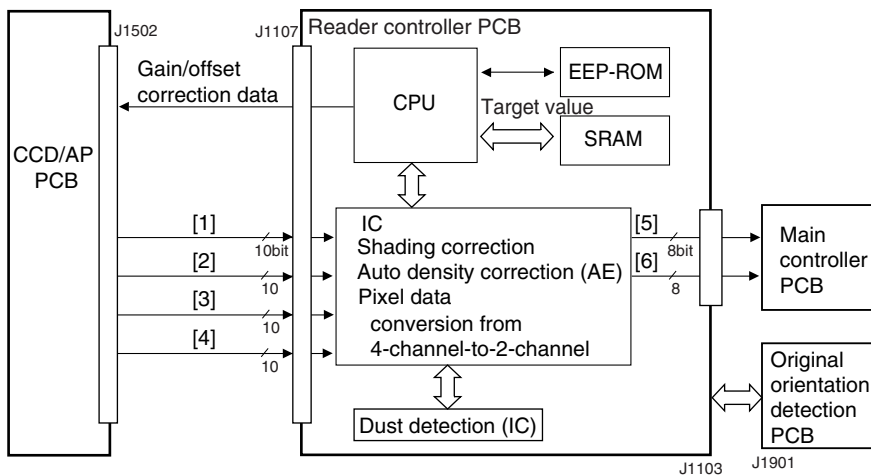 J1502
J1107
Reader controller PCB
Gain/offset
correction data
CPU
EEP-ROM
Target value
SRAM
CCD/AP
PCB
[1]
10bit
[2]
10
[3]
10
[4]
10
IC
Shading correction
Auto density correction (AE)
Pixel data
conversion from
4-channel-to-2-channel
[5]
8bit
[6]
8
Main
controller
PCB
Dust detection (IC)
Original
orientation
detection
PCB
J1103
J1901